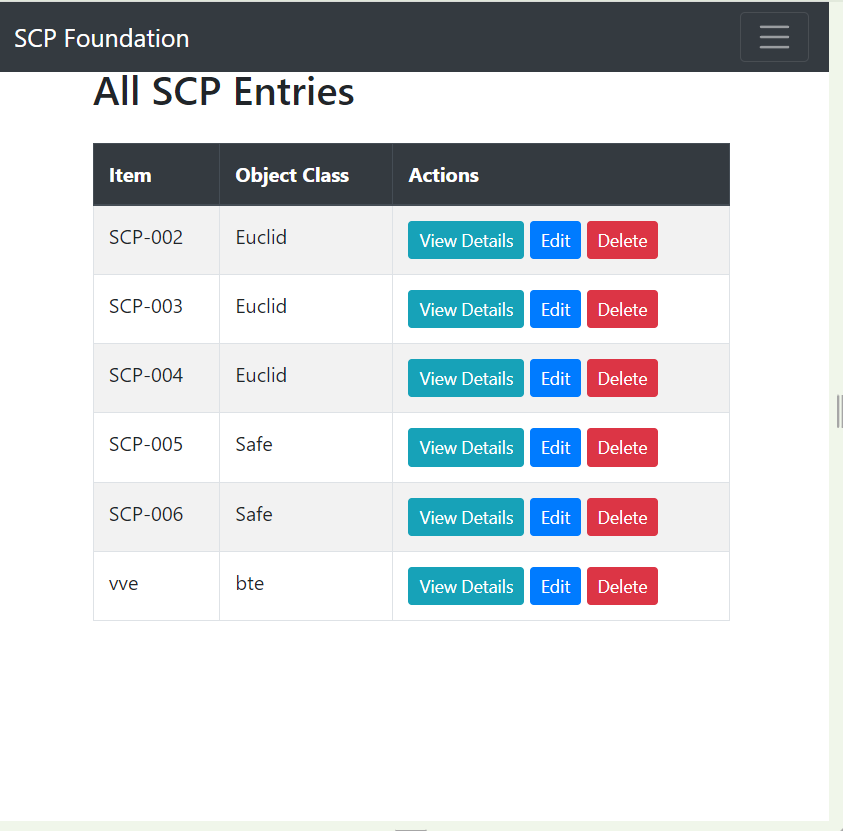 SCP Foundation
All SCP Entries
Item Object Class Actions
SCP-002 Euclid View Details Edit Delete
SCP-003 Euclid View Details Edit Delete
SCP-004 Euclid View Details Edit Delete
SCP-005 Safe View Details Edit Delete
SCP-006 Safe View Details Edit Delete
vve bte View Details Edit Delete